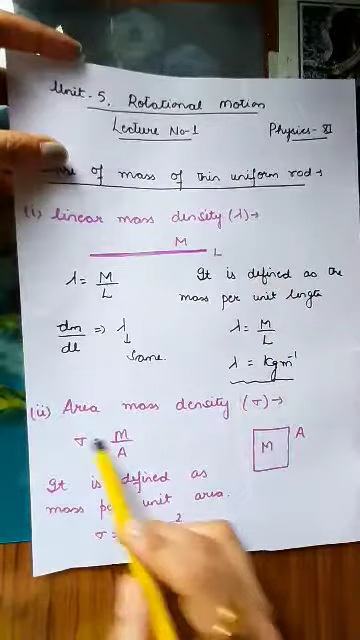 Unit-5. Rotational motion
Lecture No-1 Physics-XI
of mass of thin uniform rod→
(i) linear mass density (λ)→
M
L
λ = M/L It is defined as the
mass per unit length
dm/dl => λ λ = M/L
↓
Same. λ = kgm⁻¹
(ii) Area mass density (σ)→
σ = M/A M A
It is defined as
mass per unit area.
σ = 2